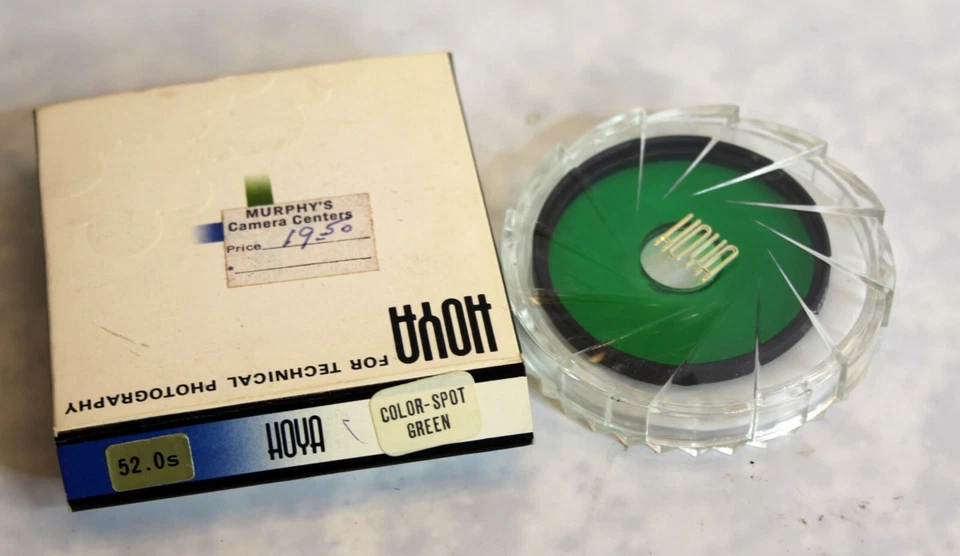 MURPHY'S
Camera Centers
Price 19.50
HOYA
FOR TECHNICAL PHOTOGRAPHY
52.0s
HOYA
COLOR-SPOT
GREEN
HOYA